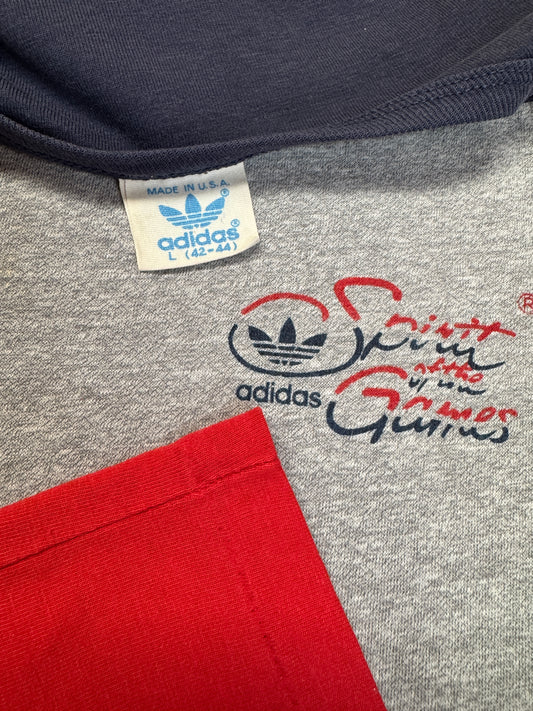 MADE IN U.S.A.
adidas®
L (42-44)
®
Spirit
of the
adidas Games